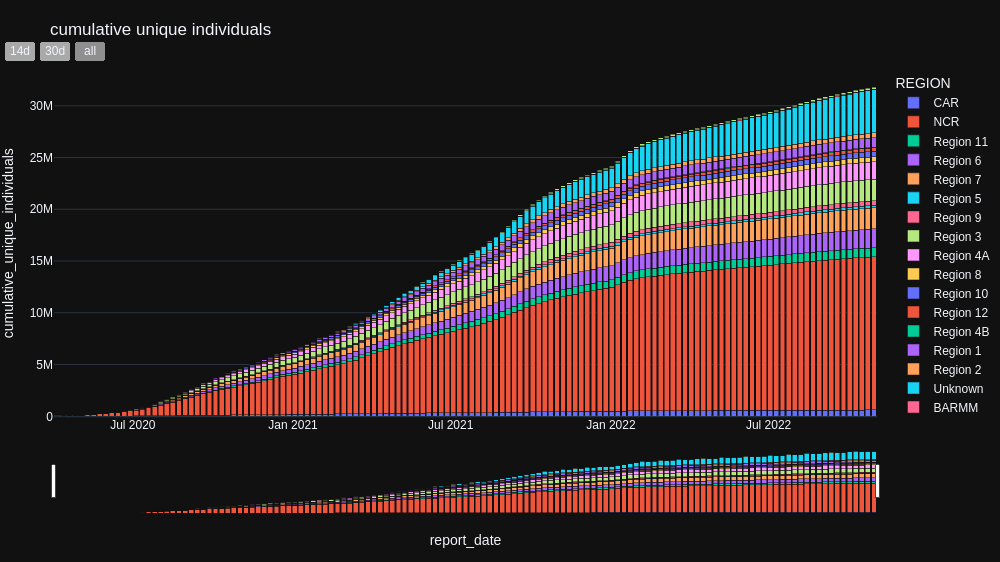 cumulative unique individuals
14d 30d all
REGION
CAR
NCR
Region 11
Region 6
Region 7
Region 5
Region 9
Region 3
Region 4A
Region 8
Region 10
Region 12
Region 4B
Region 1
Region 2
Unknown
BARMM
cumulative_unique_individuals
30M
25M
20M
15M
10M
5M
0
Jul 2020 Jan 2021 Jul 2021 Jan 2022 Jul 2022
report_date